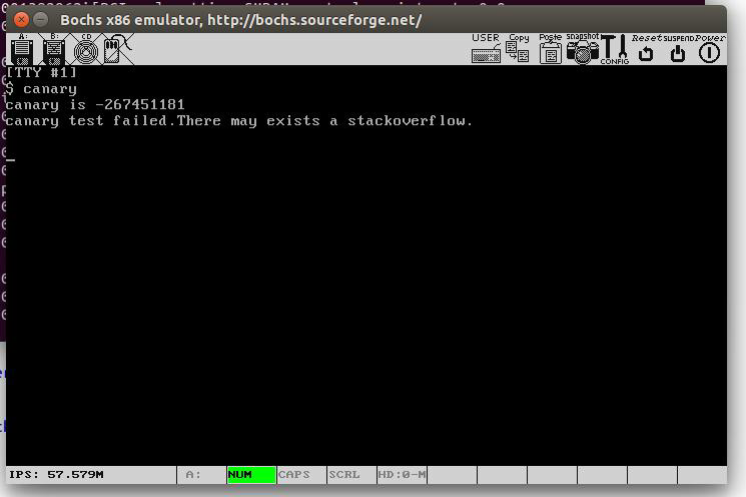 Bochs x86 emulator, http://bochs.sourceforge.net/
A: B: CD USER Copy Paste snapshot CONFIG Reset SUSPEND Power
[TTY #1]
$ canary
canary is -267451181
canary test failed.There may exists a stackoverflow.
IPS: 57.579M A: NUM CAPS SCRL HD:0-M